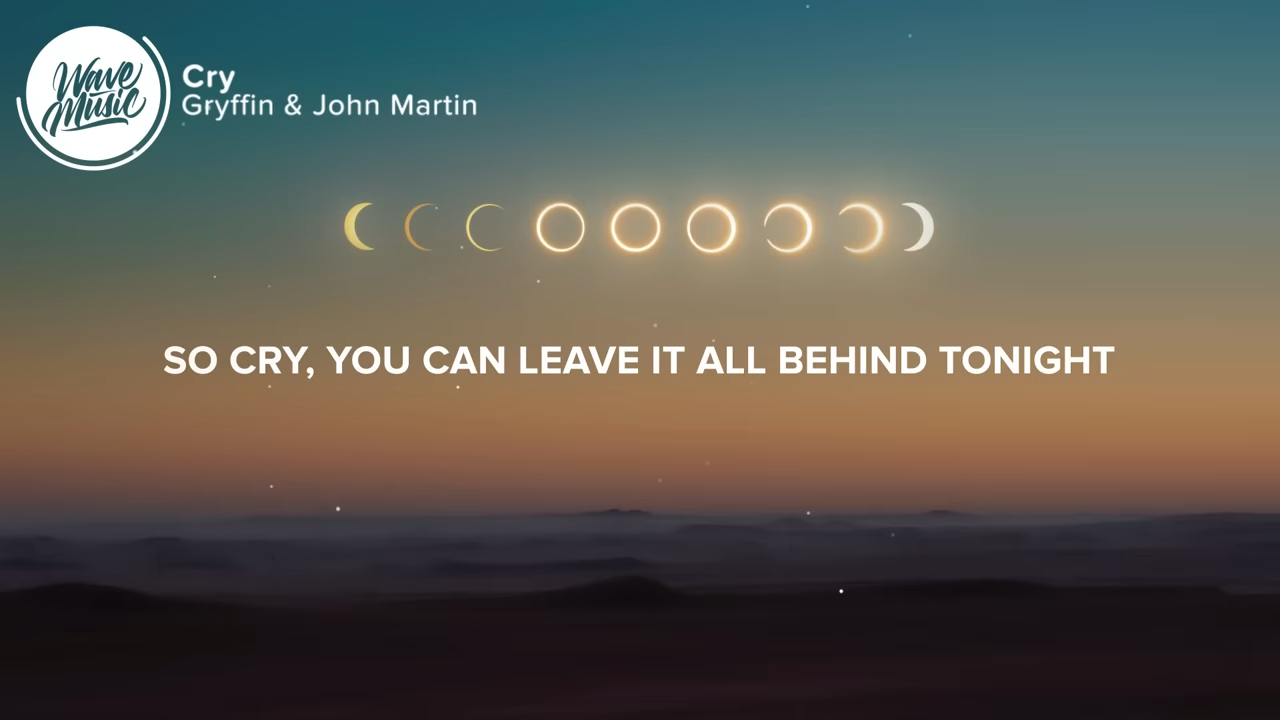 Wave
Music
Cry
Gryffin & John Martin
SO CRY, YOU CAN LEAVE IT ALL BEHIND TONIGHT